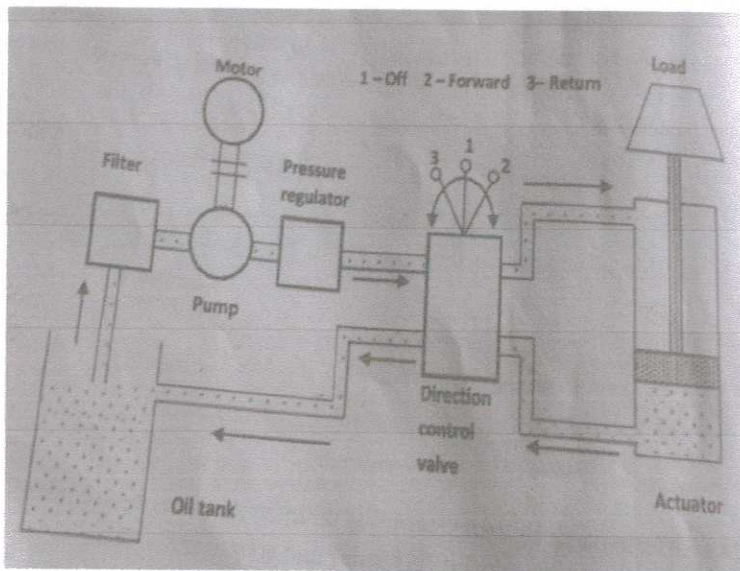 Motor
1 – Off 2 – Forward 3– Return
Load
Filter
Pressure
regulator
1
3
2
Pump
Direction
control
valve
Oil tank
Actuator